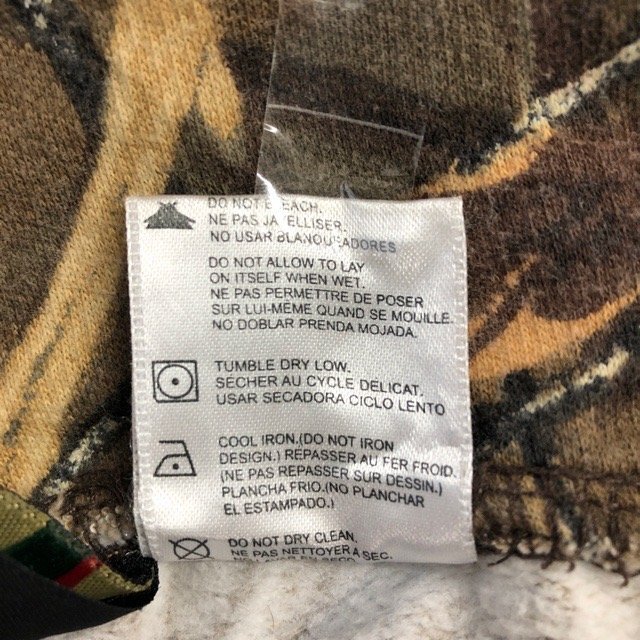 DO NOT BLEACH.
NE PAS JAVELLISER.
NO USAR BLANQUEADORES
DO NOT ALLOW TO LAY
ON ITSELF WHEN WET.
NE PAS PERMETTRE DE POSER
SUR LUI-MÊME QUAND SE MOUILLE.
NO DOBLAR PRENDA MOJADA.
TUMBLE DRY LOW.
SECHER AU CYCLE DELICAT.
USAR SECADORA CICLO LENTO
COOL IRON.(DO NOT IRON
DESIGN.) RÉPASSER AU FER FROID.
(NE PAS REPASSER SUR DESSIN.)
PLANCHA FRIO.(NO PLANCHAR
EL ESTAMPADO.)
DO NOT DRY CLEAN.
NE PAS NETTOYER A SEC.